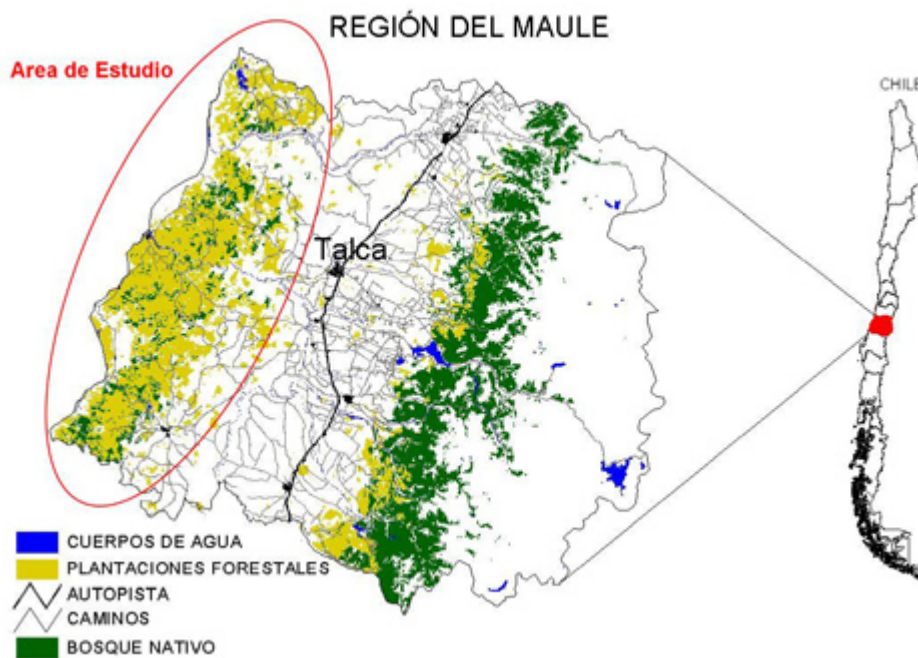 REGIÓN DEL MAULE
Area de Estudio
CHILE
Talca
CUERPOS DE AGUA
PLANTACIONES FORESTALES
AUTOPISTA
CAMINOS
BOSQUE NATIVO